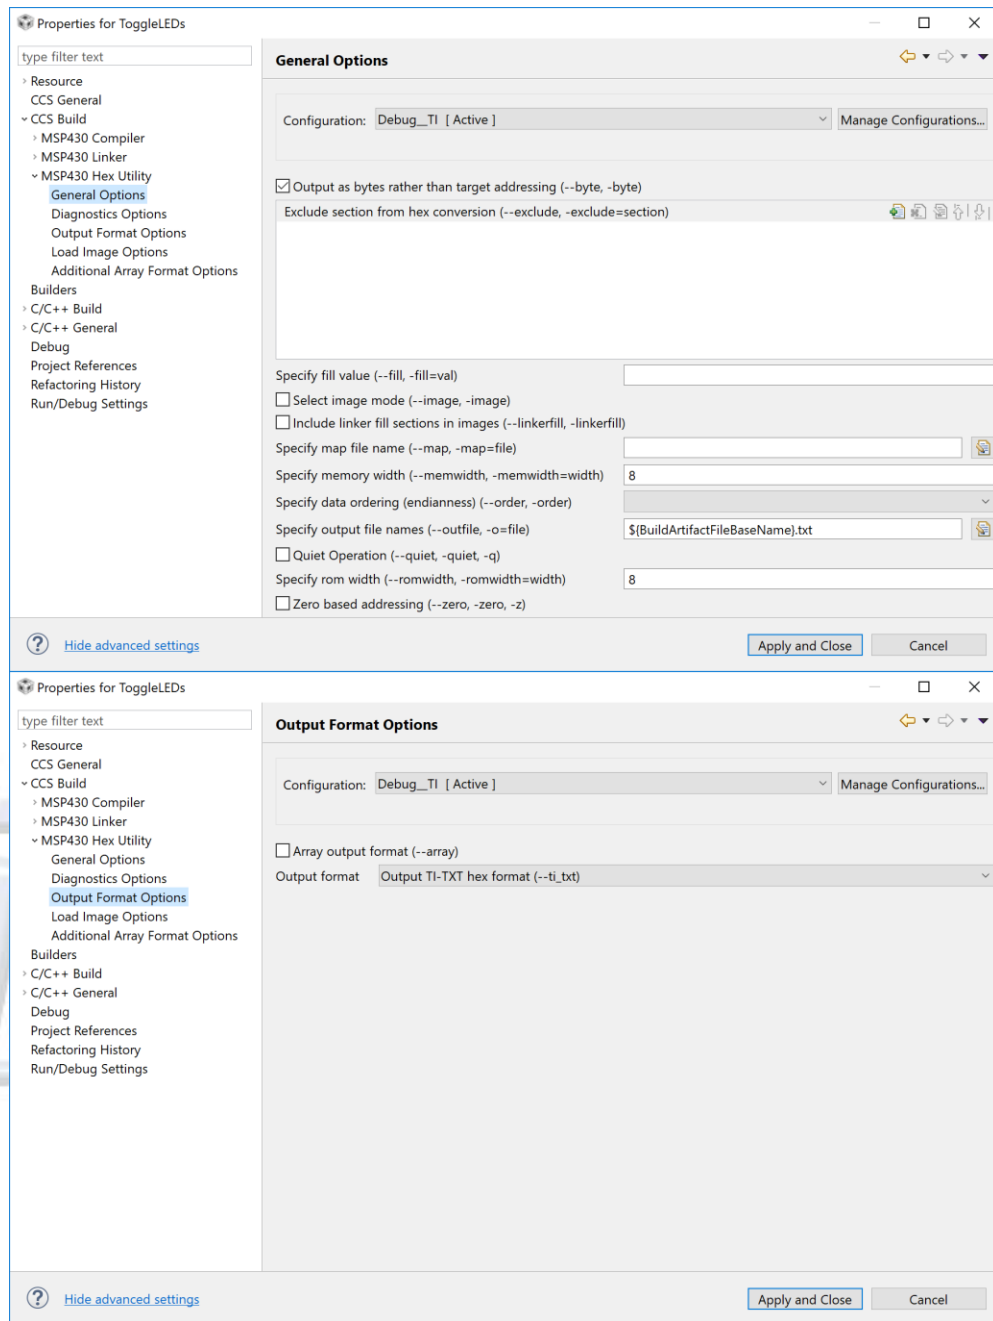 Properties for ToggleLEDs
type filter text
General Options
Resource
CCS General
CCS Build
MSP430 Compiler
MSP430 Linker
MSP430 Hex Utility
General Options
Diagnostics Options
Output Format Options
Load Image Options
Additional Array Format Options
Builders
C/C++ Build
C/C++ General
Debug
Project References
Refactoring History
Run/Debug Settings
Configuration: Debug__TI [ Active ] Manage Configurations...
Output as bytes rather than target addressing (--byte, -byte)
Exclude section from hex conversion (--exclude, -exclude=section)
Specify fill value (--fill, -fill=val)
Select image mode (--image, -image)
Include linker fill sections in images (--linkerfill, -linkerfill)
Specify map file name (--map, -map=file)
Specify memory width (--memwidth, -memwidth=width) 8
Specify data ordering (endianness) (--order, -order)
Specify output file names (--outfile, -o=file) ${BuildArtifactFileBaseName}.txt
Quiet Operation (--quiet, -quiet, -q)
Specify rom width (--romwidth, -romwidth=width) 8
Zero based addressing (--zero, -zero, -z)
? Hide advanced settings Apply and Close Cancel
Properties for ToggleLEDs
type filter text
Output Format Options
Resource
CCS General
CCS Build
MSP430 Compiler
MSP430 Linker
MSP430 Hex Utility
General Options
Diagnostics Options
Output Format Options
Load Image Options
Additional Array Format Options
Builders
C/C++ Build
C/C++ General
Debug
Project References
Refactoring History
Run/Debug Settings
Configuration: Debug__TI [ Active ] Manage Configurations...
Array output format (--array)
Output format Output TI-TXT hex format (--ti_txt)
? Hide advanced settings Apply and Close Cancel